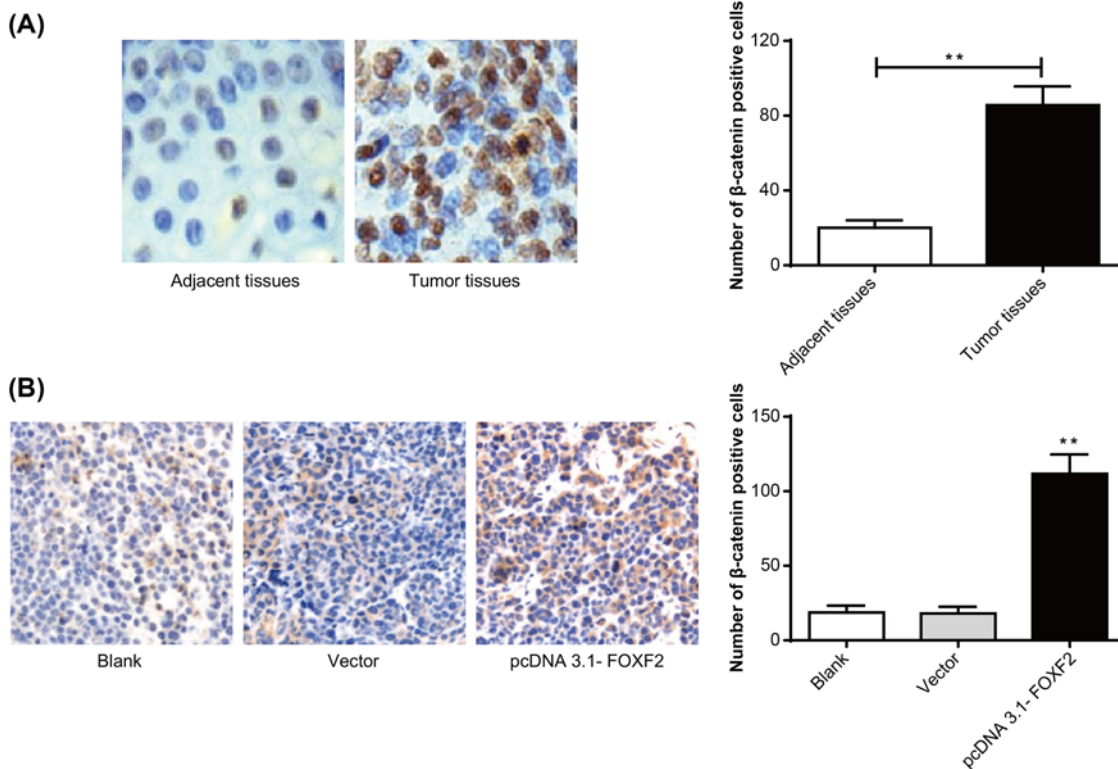 (A)
Adjacent tissues
Tumor tissues
Number of β-catenin positive cells
120
80
40
0
**
Adjacent tissues
Tumor tissues
(B)
Blank
Vector
pcDNA 3.1- FOXF2
Number of β-catenin positive cells
150
100
50
0
**
Blank
Vector
pcDNA 3.1- FOXF2